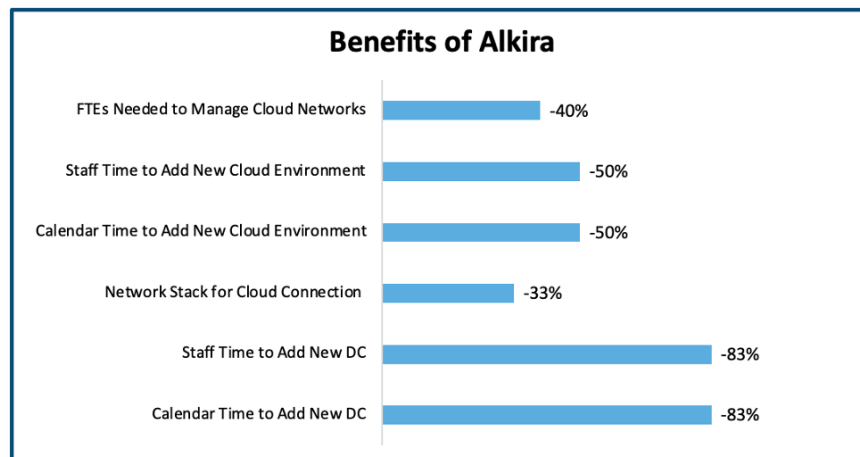 Benefits of Alkira
FTEs Needed to Manage Cloud Networks -40%
Staff Time to Add New Cloud Environment -50%
Calendar Time to Add New Cloud Environment -50%
Network Stack for Cloud Connection -33%
Staff Time to Add New DC -83%
Calendar Time to Add New DC -83%